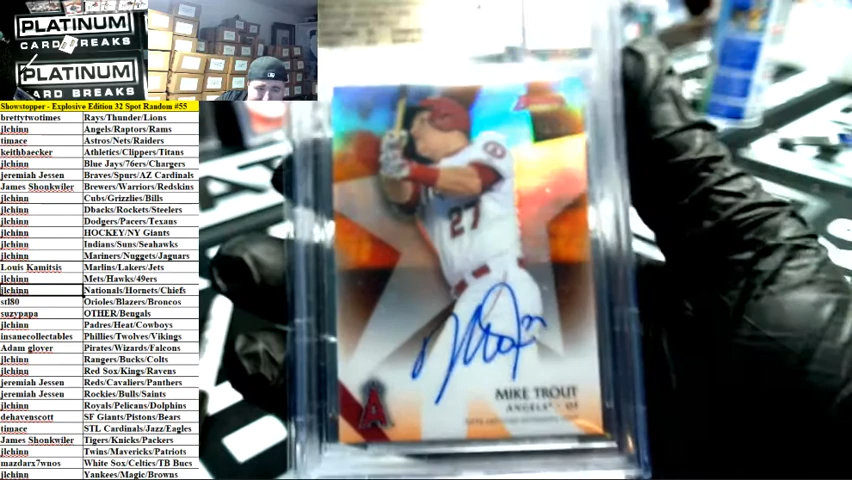 PLATINUM
CARD BREAKS
PLATINUM
CARD BREAKS
Showstopper - Explosive Edition 32 Spot Random #55
brettytwotimes Rays/Thunder/Lions
jlchinn Angels/Raptors/Rams
timace Astros/Nets/Raiders
keithbaecker Athletics/Clippers/Titans
jlchinn Blue Jays/76ers/Chargers
jeremiah Jessen Braves/Spurs/AZ Cardinals
James Shonkwiler Brewers/Warriors/Redskins
jlchinn Cubs/Grizzlies/Bills
jlchinn Dbacks/Rockets/Steelers
jlchinn Dodgers/Pacers/Texans
jlchinn HOCKEY/NY Giants
jlchinn Indians/Suns/Seahawks
jlchinn Mariners/Nuggets/Jaguars
Louis Kamitsis Marlins/Lakers/Jets
jlchinn Mets/Hawks/49ers
jlchinn Nationals/Hornets/Chiefs
stl80 Orioles/Blazers/Broncos
suzypapa OTHER/Bengals
jlchinn Padres/Heat/Cowboys
insanecollectables Phillies/Twolves/Vikings
Adam glover Pirates/Wizards/Falcons
jlchinn Rangers/Bucks/Colts
jlchinn Red Sox/Kings/Ravens
jeremiah Jessen Reds/Cavaliers/Panthers
jeremiah Jessen Rockies/Bulls/Saints
jlchinn Royals/Pelicans/Dolphins
dehavenscott SF Giants/Pistons/Bears
timace STL Cardinals/Jazz/Eagles
James Shonkwiler Tigers/Knicks/Packers
jlchinn Twins/Mavericks/Patriots
mazdarx7wnos White Sox/Celtics/TB Bucs
jlchinn Yankees/Magic/Browns
27
MIKE TROUT
ANGELS - OF